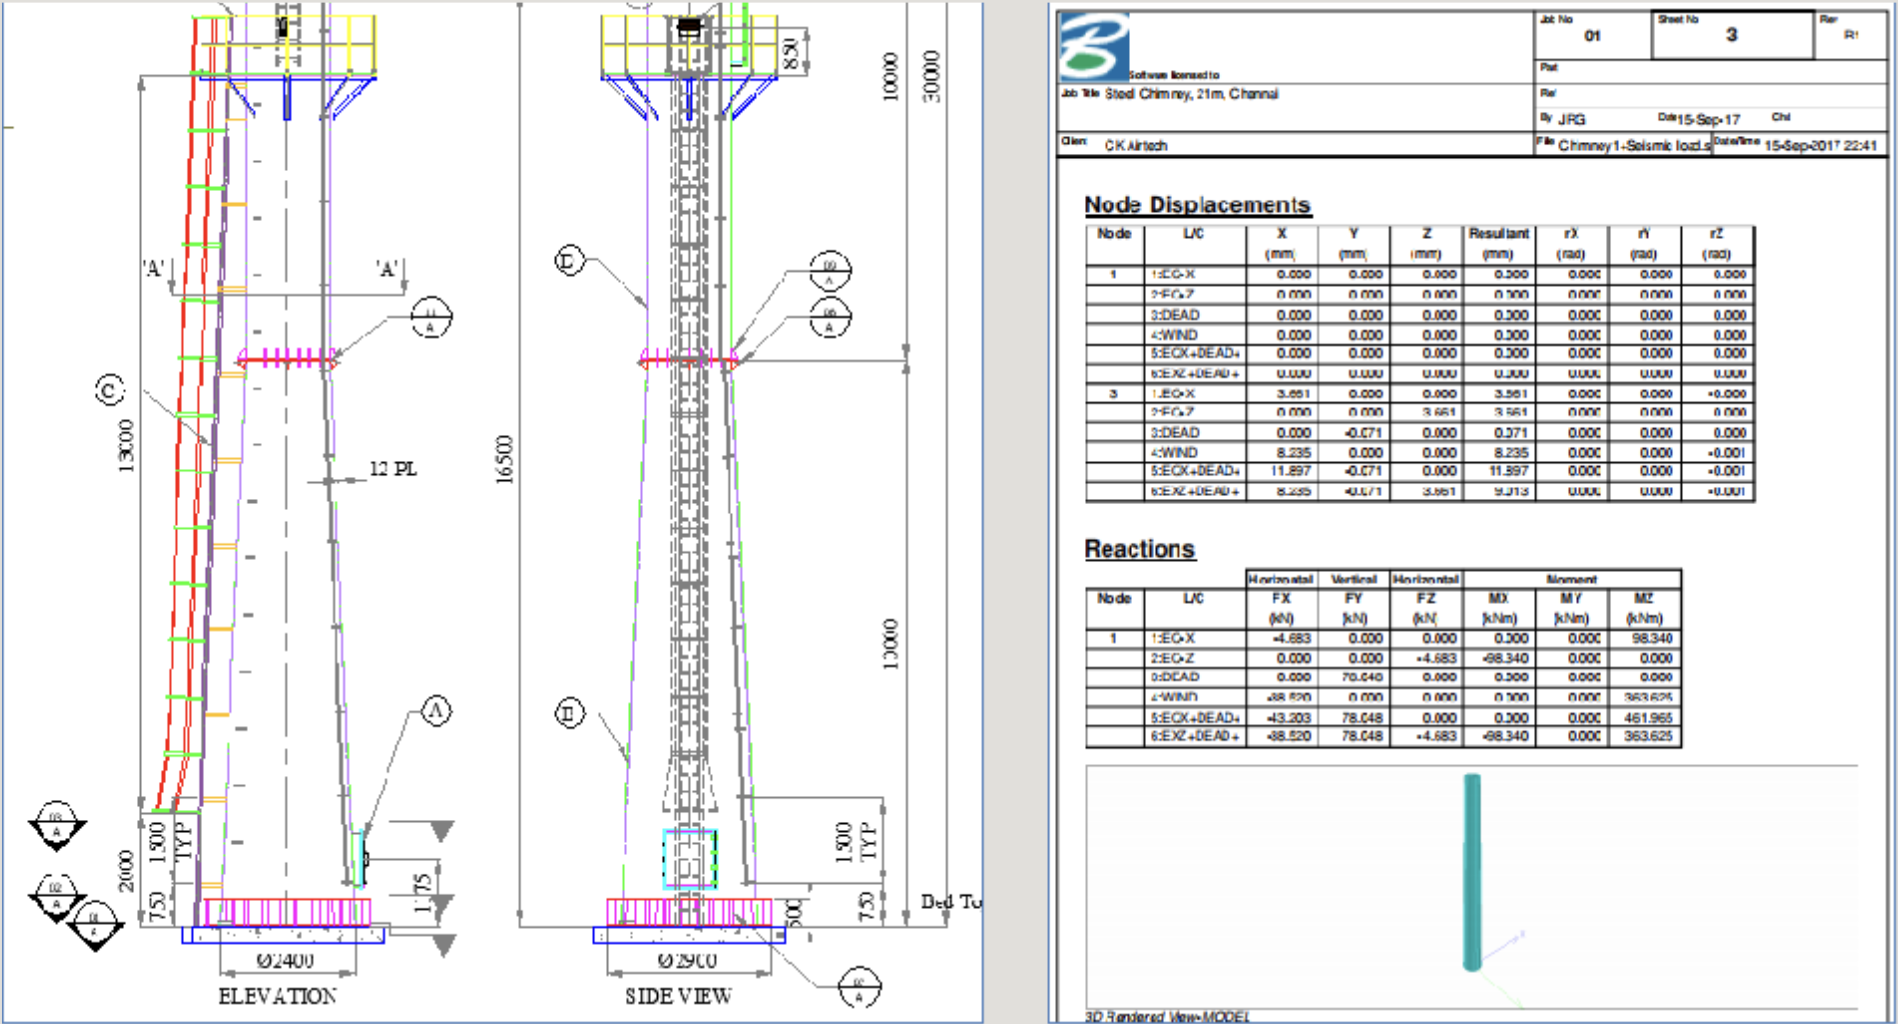 850
10000
30000
'A'
'A'
A
D
09
A
06
A
C
13000
12 PL
16500
10000
A
B
03
A
02
A
01
A
2000
1500
TYP
750
1175
1500
TYP
500
750
Bed To
Ø2400
Ø2900
A
ELEVATION
SIDE VIEW
Software licensed to
Job No
01
Sheet No
3
Rev
Part
Job Title Steel Chimney, 21m, Chennai
Ref
By JRG
Date 15-Sep-17
Chd
Client CK Airtech
File Chimney1+Seismic load.s
Date/Time 15-Sep-2017 22:41
Node Displacements
Node L/C X Y Z Resultant rX rY rZ
(mm) (mm) (mm) (mm) (rad) (rad) (rad)
1 1:EQ-X 0.000 0.000 0.000 0.000 0.000 0.000 0.000
2:EQ-Z 0.000 0.000 0.000 0.000 0.000 0.000 0.000
3:DEAD 0.000 0.000 0.000 0.000 0.000 0.000 0.000
4:WIND 0.000 0.000 0.000 0.000 0.000 0.000 0.000
5:EQX+DEAD+ 0.000 0.000 0.000 0.000 0.000 0.000 0.000
6:EXZ+DEAD+ 0.000 0.000 0.000 0.000 0.000 0.000 0.000
3 1:EQ-X 3.661 0.000 0.000 3.661 0.000 0.000 -0.000
2:EQ-Z 0.000 0.000 3.661 3.661 0.000 0.000 0.000
3:DEAD 0.000 -0.071 0.000 0.071 0.000 0.000 0.000
4:WIND 8.235 0.000 0.000 8.235 0.000 0.000 -0.001
5:EQX+DEAD+ 11.897 -0.071 0.000 11.897 0.000 0.000 -0.001
6:EXZ+DEAD+ 8.235 -0.071 3.661 9.013 0.000 0.000 -0.001
Reactions
Horizontal Vertical Horizontal Moment
Node L/C FX FY FZ MX MY MZ
(kN) (kN) (kN) (kNm) (kNm) (kNm)
1 1:EQ-X -4.683 0.000 0.000 0.000 0.000 98.340
2:EQ-Z 0.000 0.000 -4.683 -98.340 0.000 0.000
3:DEAD 0.000 78.048 0.000 0.000 0.000 0.000
4:WIND -38.520 0.000 0.000 0.000 0.000 363.625
5:EQX+DEAD+ -43.203 78.048 0.000 0.000 0.000 461.965
6:EXZ+DEAD+ -38.520 78.048 -4.683 -98.340 0.000 363.625
3D Rendered View-MODEL